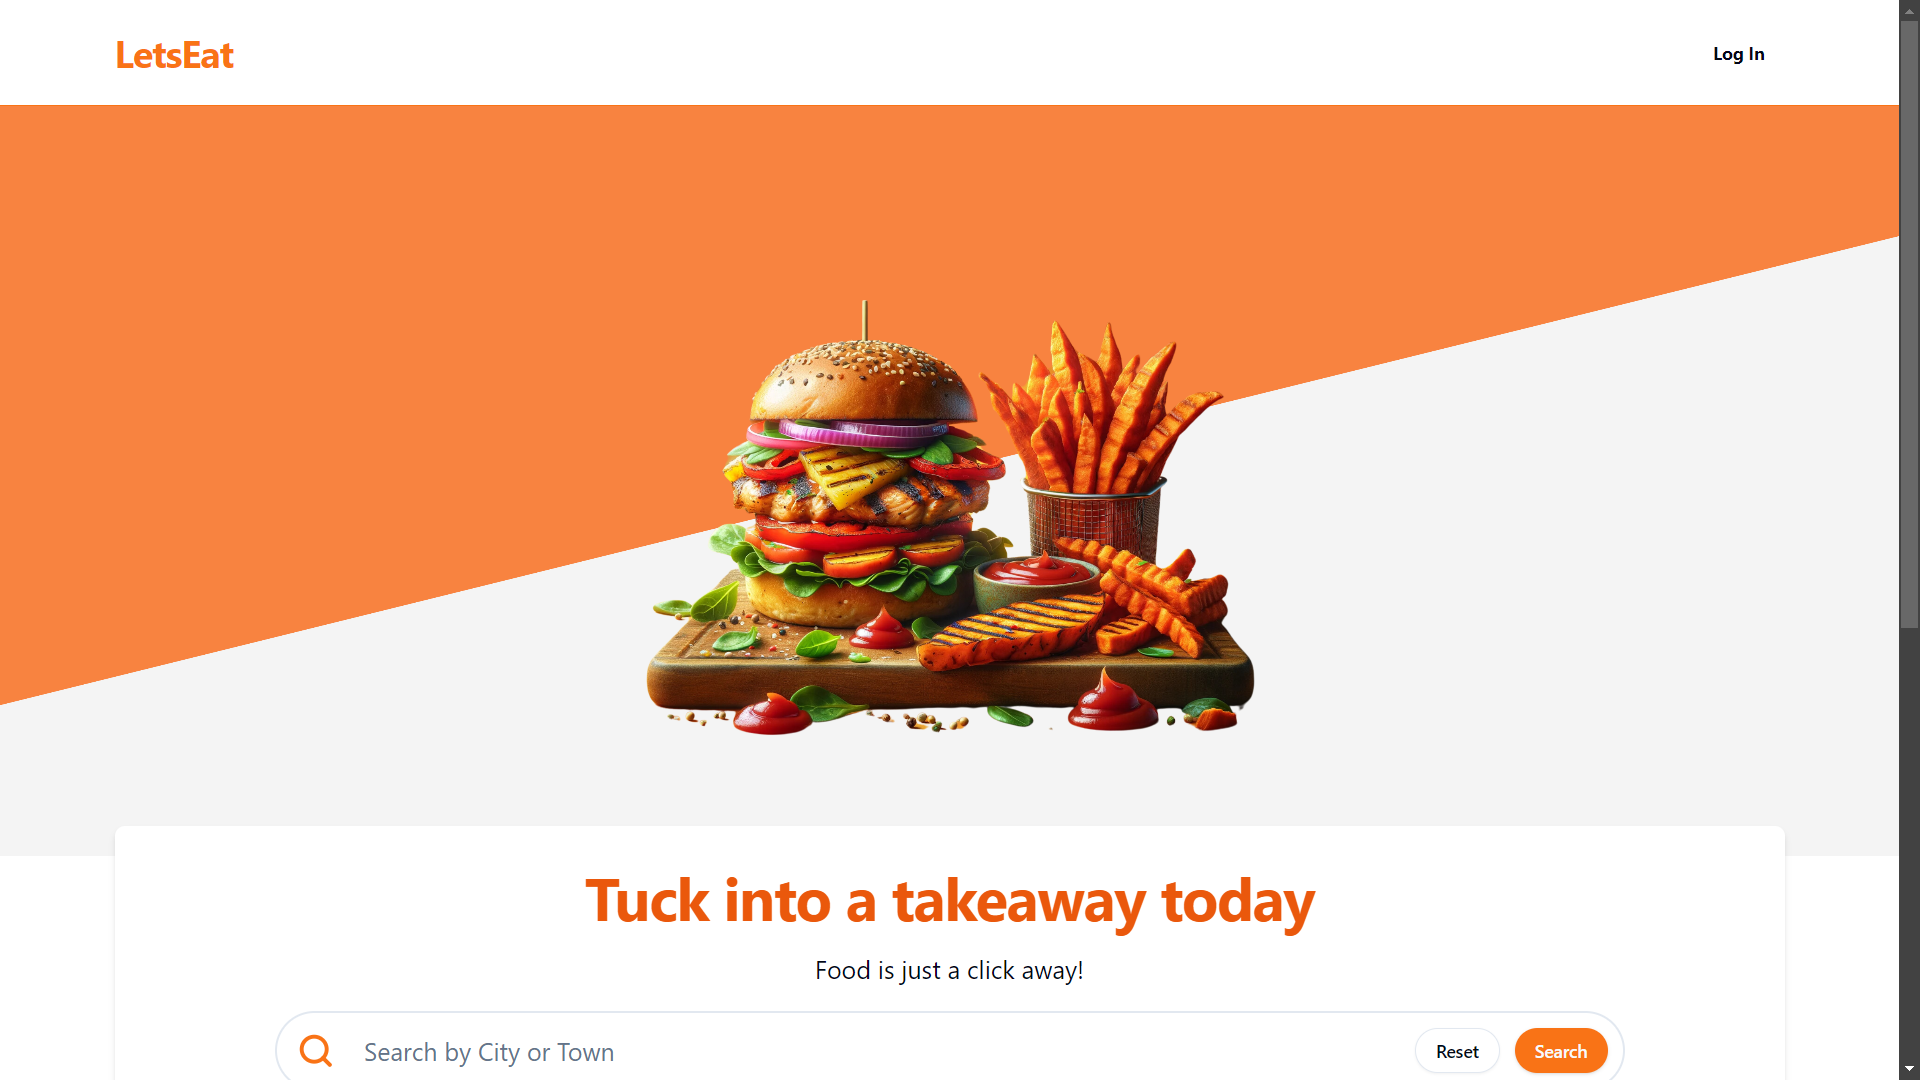 LetsEat
Log In
Tuck into a takeaway today
Food is just a click away!
Search by City or Town
Reset
Search